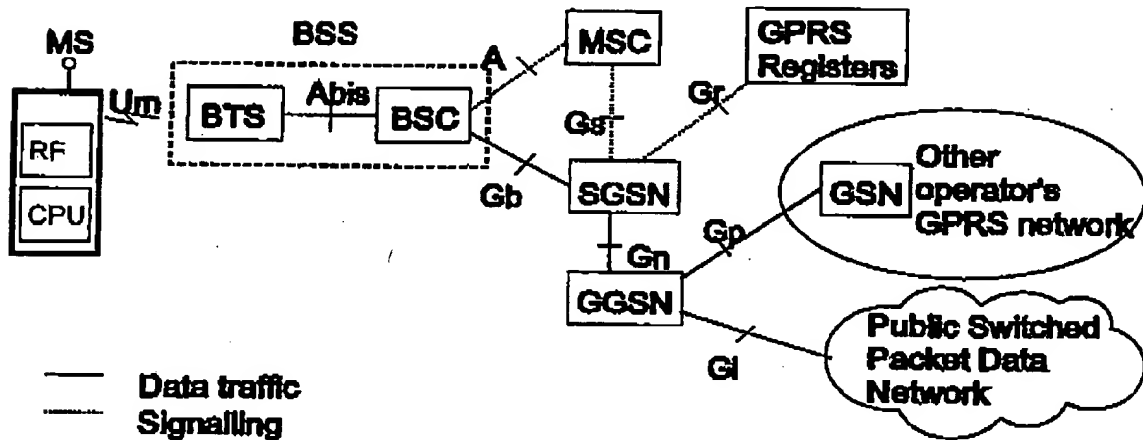 MS
BSS
MSC
GPRS
Registers
A
Um
Abis
BTS
BSC
Gr
Gs
RF
CPU
Gb
SGSN
Other
operator's
GPRS network
GSN
Gp
Gn
GGSN
Public Switched
Packet Data
Network
Gi
Data traffic
Signalling